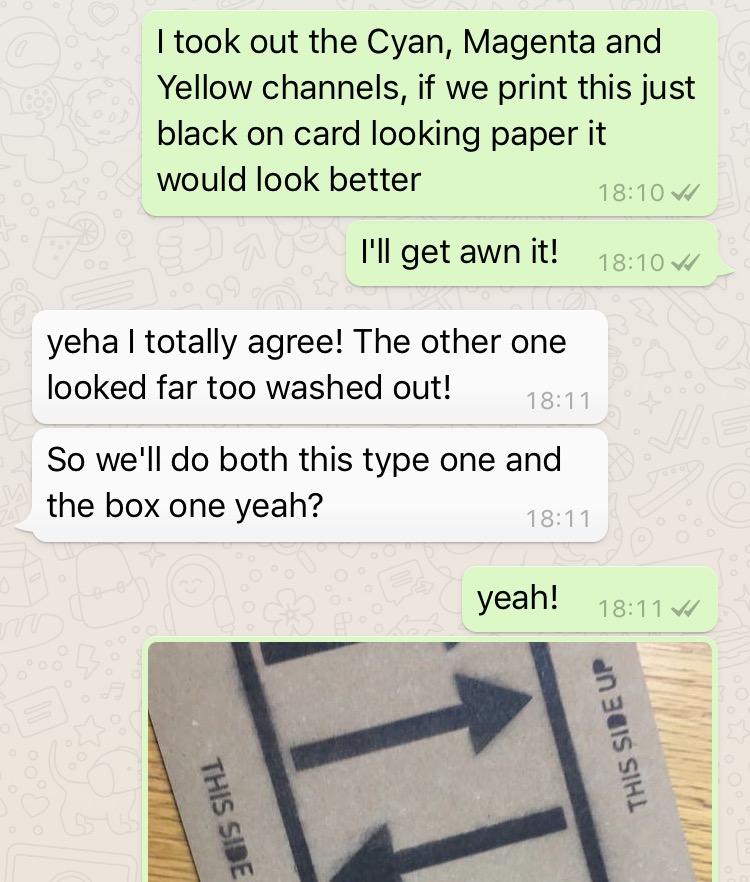 I took out the Cyan, Magenta and
Yellow channels, if we print this just
black on card looking paper it
would look better
18:10
I'll get awn it!
18:10
yeha I totally agree! The other one
looked far too washed out!
18:11
So we'll do both this type one and
the box one yeah?
18:11
yeah!
18:11
THIS SIDE UP
THIS SIDE